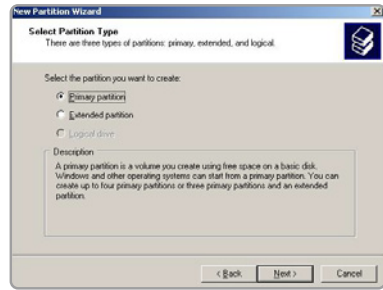 New Partition Wizard
Select Partition Type
There are three types of partitions: primary, extended, and logical.
Select the partition you want to create:
Primary partition
Extended partition
Logical drive
Description
A primary partition is a volume you create using free space on a basic disk.
Windows and other operating systems can start from a primary partition. You can
create up to four primary partitions or three primary partitions and an extended
partition.
< Back Next > Cancel